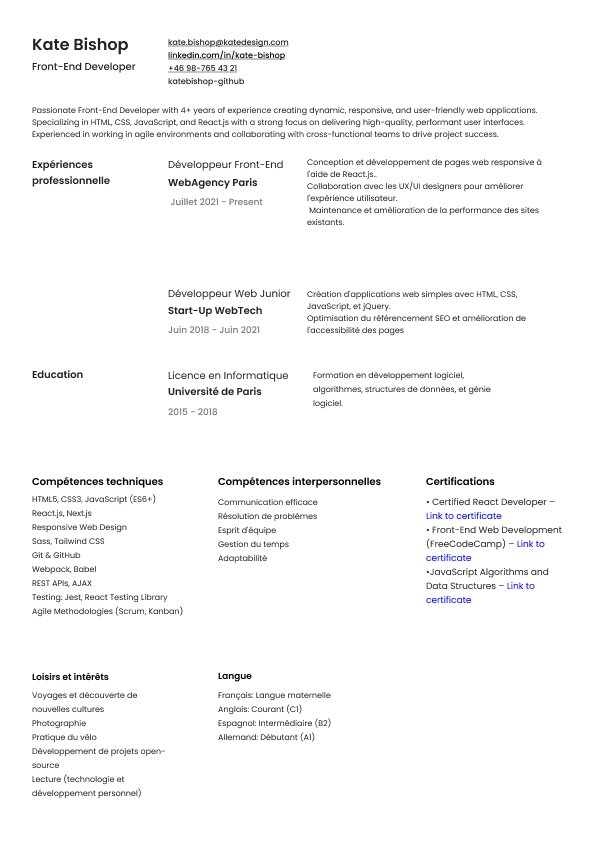 Kate Bishop
Front-End Developer
kate.bishop@katedesign.com
linkedin.com/in/kate-bishop
+46 98-765 43 21
katebishop-github
Passionate Front-End Developer with 4+ years of experience creating dynamic, responsive, and user-friendly web applications.
Specializing in HTML, CSS, JavaScript, and React.js with a strong focus on delivering high-quality, performant user interfaces.
Experienced in working in agile environments and collaborating with cross-functional teams to drive project success.
Expériences
professionnelle
Développeur Front-End
WebAgency Paris
Juillet 2021 - Present
Conception et développement de pages web responsive à
l'aide de React.js..
Collaboration avec les UX/UI designers pour améliorer
l'expérience utilisateur.
Maintenance et amélioration de la performance des sites
existants.
Développeur Web Junior
Start-Up WebTech
Juin 2018 - Juin 2021
Création d'applications web simples avec HTML, CSS,
JavaScript, et jQuery.
Optimisation du référencement SEO et amélioration de
l'accessibilité des pages
Education
Licence en Informatique
Université de Paris
2015 - 2018
Formation en développement logiciel,
algorithmes, structures de données, et génie
logiciel.
Compétences techniques
HTML5, CSS3, JavaScript (ES6+)
React.js, Next.js
Responsive Web Design
Sass, Tailwind CSS
Git & GitHub
Webpack, Babel
REST APIs, AJAX
Testing: Jest, React Testing Library
Agile Methodologies (Scrum, Kanban)
Compétences interpersonnelles
Communication efficace
Résolution de problèmes
Esprit d'équipe
Gestion du temps
Adaptabilité
Certifications
• Certified React Developer –
Link to certificate
• Front-End Web Development
(FreeCodeCamp) – Link to
certificate
•JavaScript Algorithms and
Data Structures – Link to
certificate
Loisirs et intérêts
Voyages et découverte de
nouvelles cultures
Photographie
Pratique du vélo
Développement de projets open-
source
Lecture (technologie et
développement personnel)
Langue
Français: Langue maternelle
Anglais: Courant (C1)
Espagnol: Intermédiaire (B2)
Allemand: Débutant (A1)